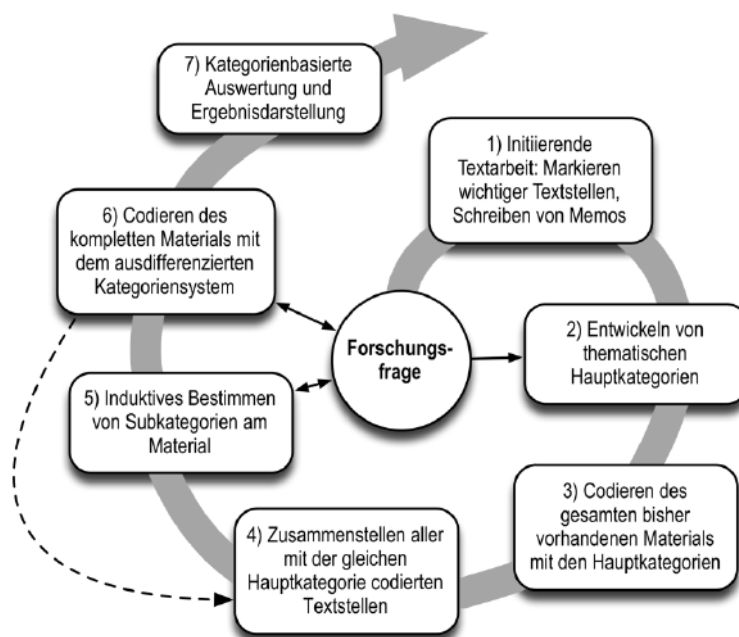 7) Kategorienbasierte
Auswertung und
Ergebnisdarstellung
1) Initiierende
Textarbeit: Markieren
wichtiger Textstellen,
Schreiben von Memos
6) Codieren des
kompletten Materials mit
dem ausdifferenzierten
Kategoriensystem
Forschungs-
frage
2) Entwickeln von
thematischen
Hauptkategorien
5) Induktives Bestimmen
von Subkategorien am
Material
3) Codieren des
gesamten bisher
vorhandenen Materials
mit den Hauptkategorien
4) Zusammenstellen aller
mit der gleichen
Hauptkategorie codierten
Textstellen